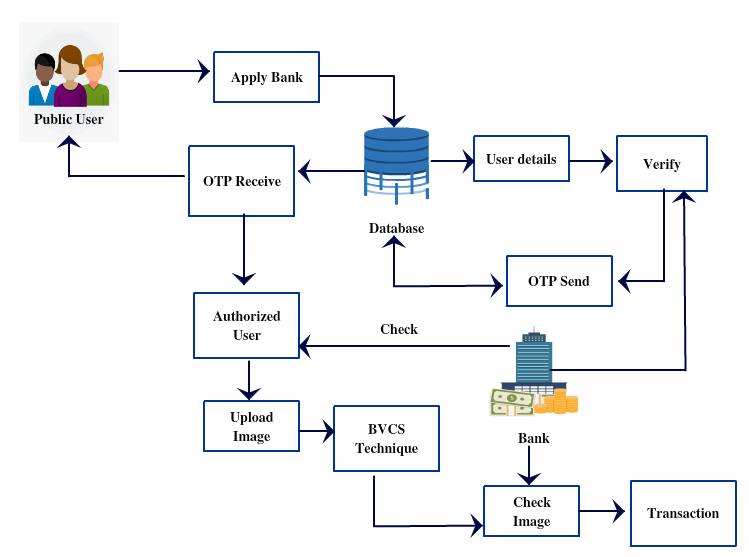 Public User
Apply Bank
OTP Receive
User details
Verify
Database
OTP Send
Authorized
User
Check
Upload
Image
BVCS
Technique
Bank
Check
Image
Transaction